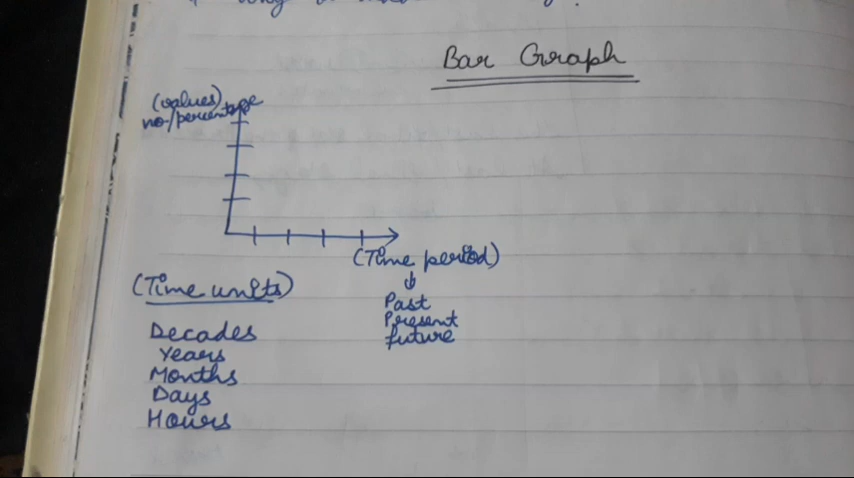 Bar Graph
(values)
no./percentage
(Time period)
Past
Present
future
(Time units)
Decades
Years
Months
Days
Hours